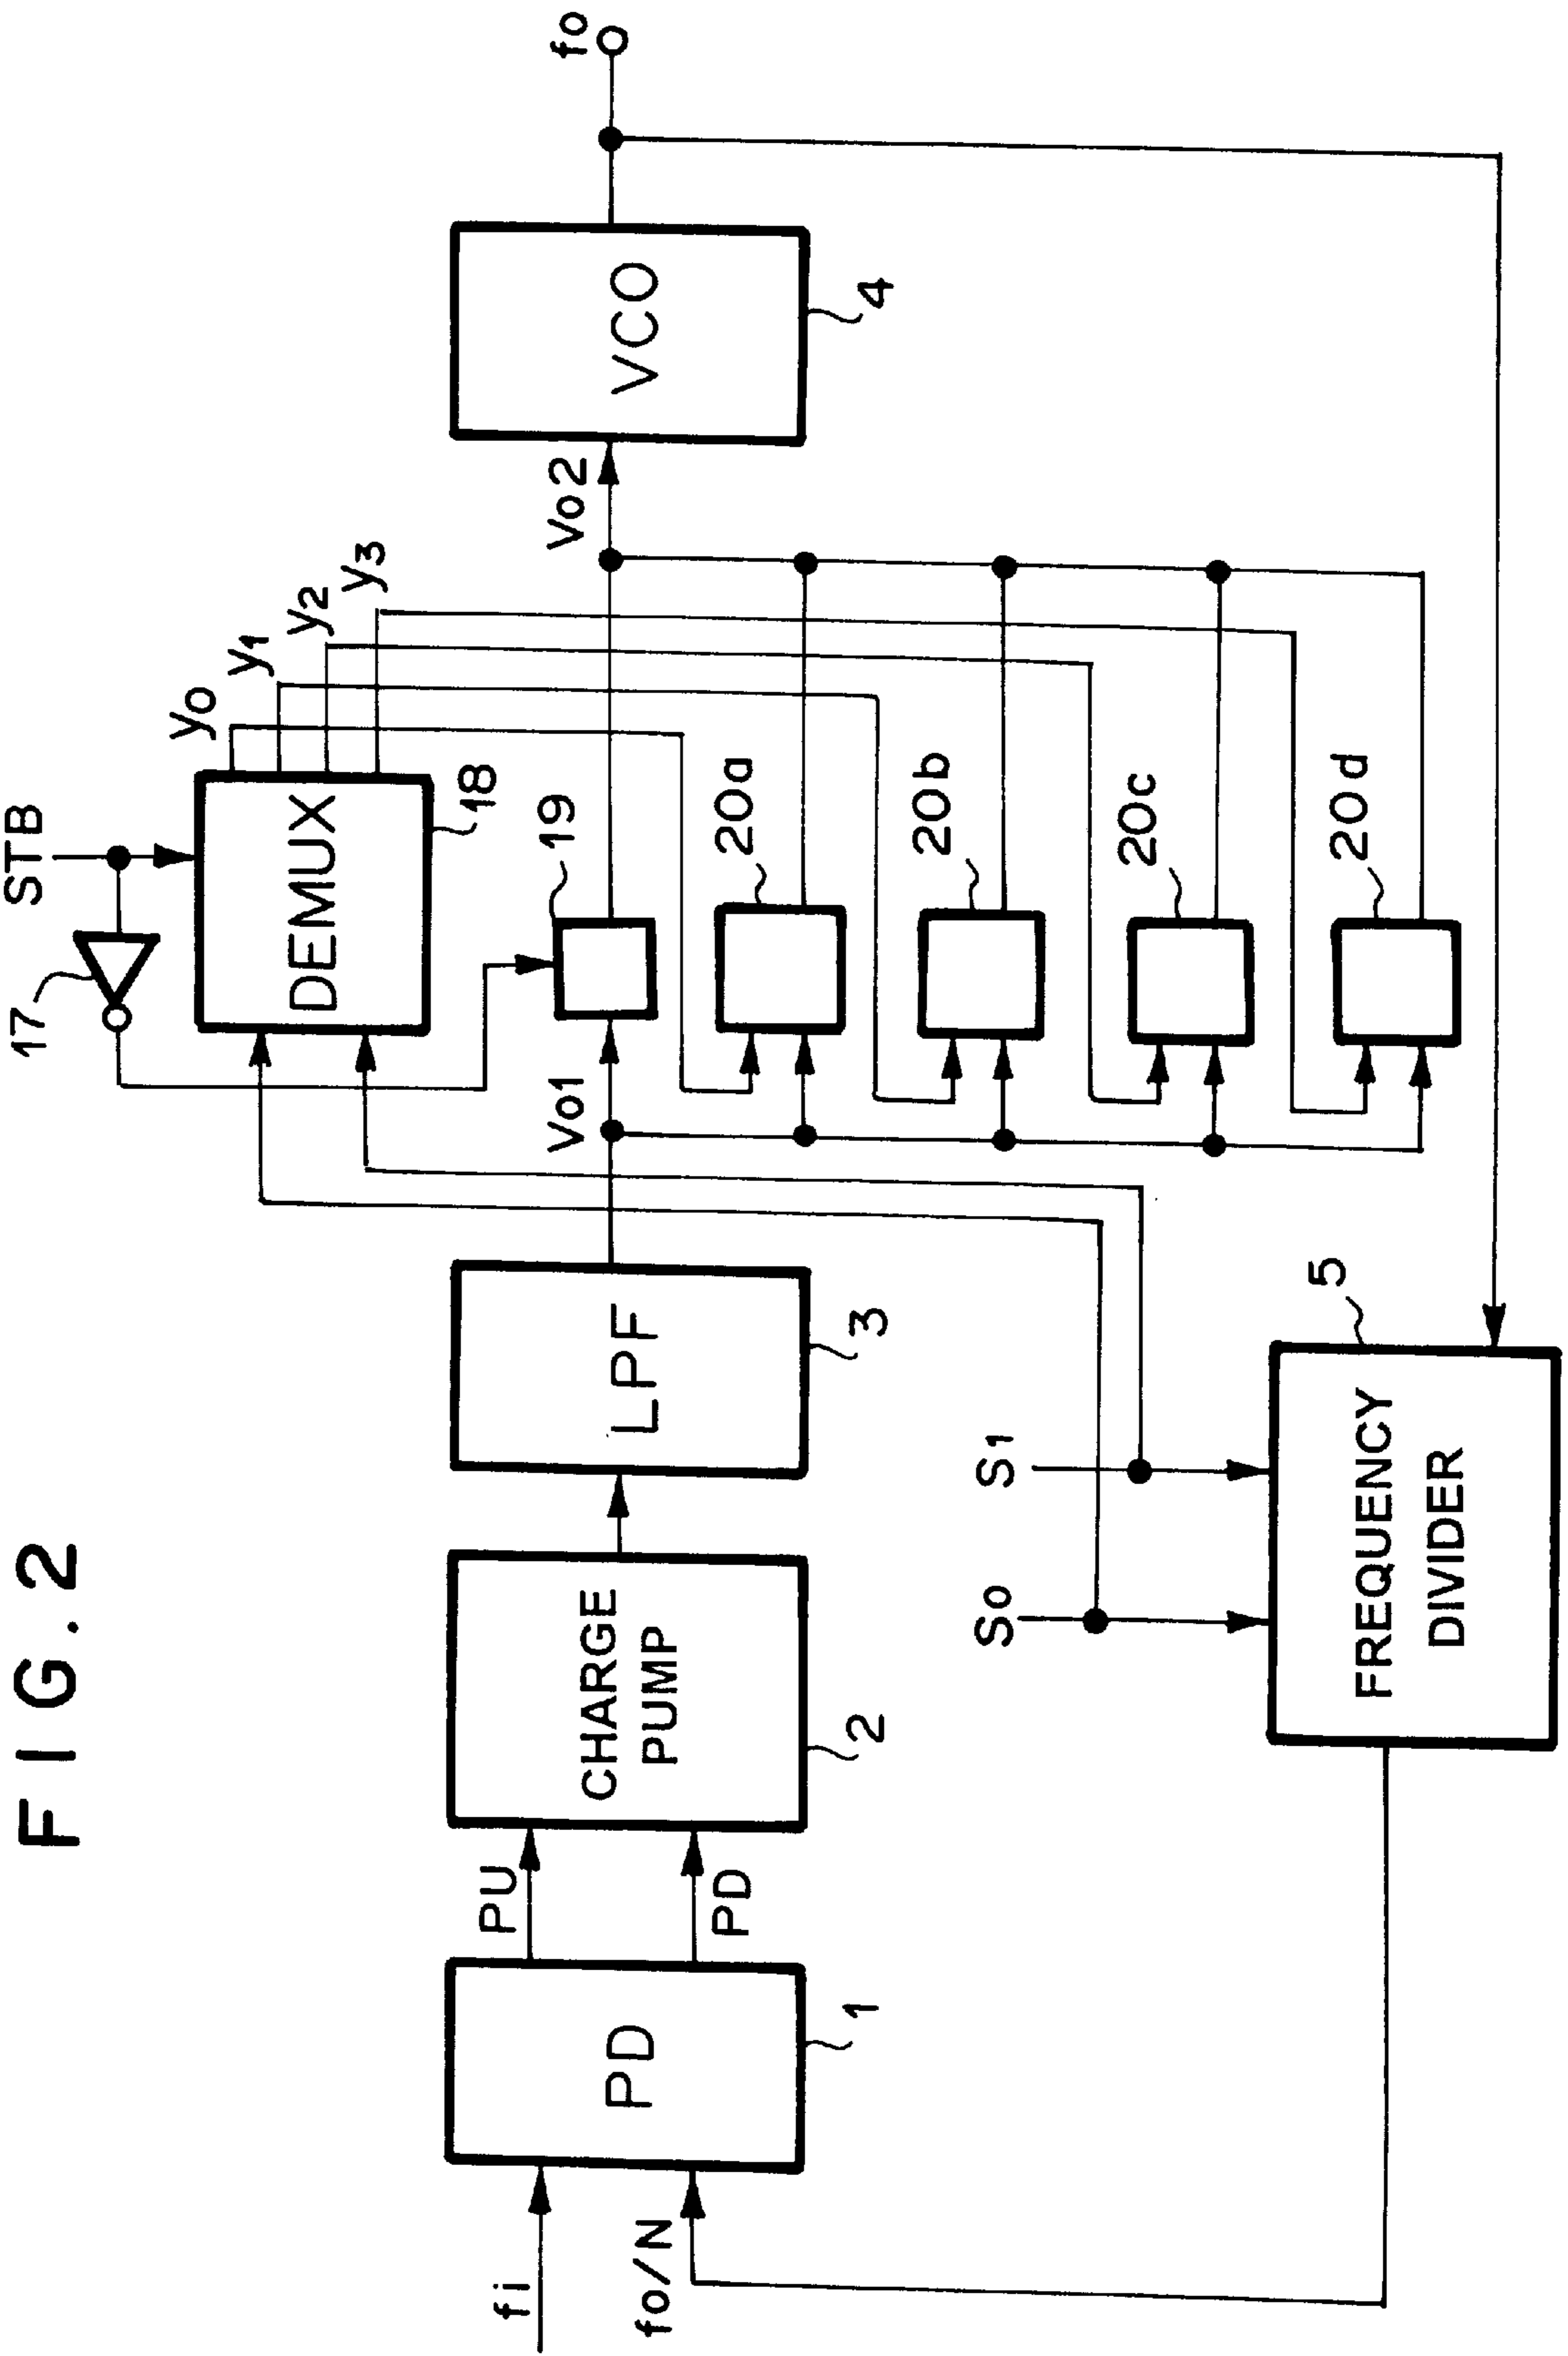 FIG. 2
STB
17
DEMUX
18
y0
y1
y2
y3
fi
fo/N
PD
1
PU
PD
CHARGE
PUMP
2
LPF
3
Vo1
19
20a
20b
20c
20d
Vo2
VCO
4
fo
S0
S1
FREQUENCY
DIVIDER
5